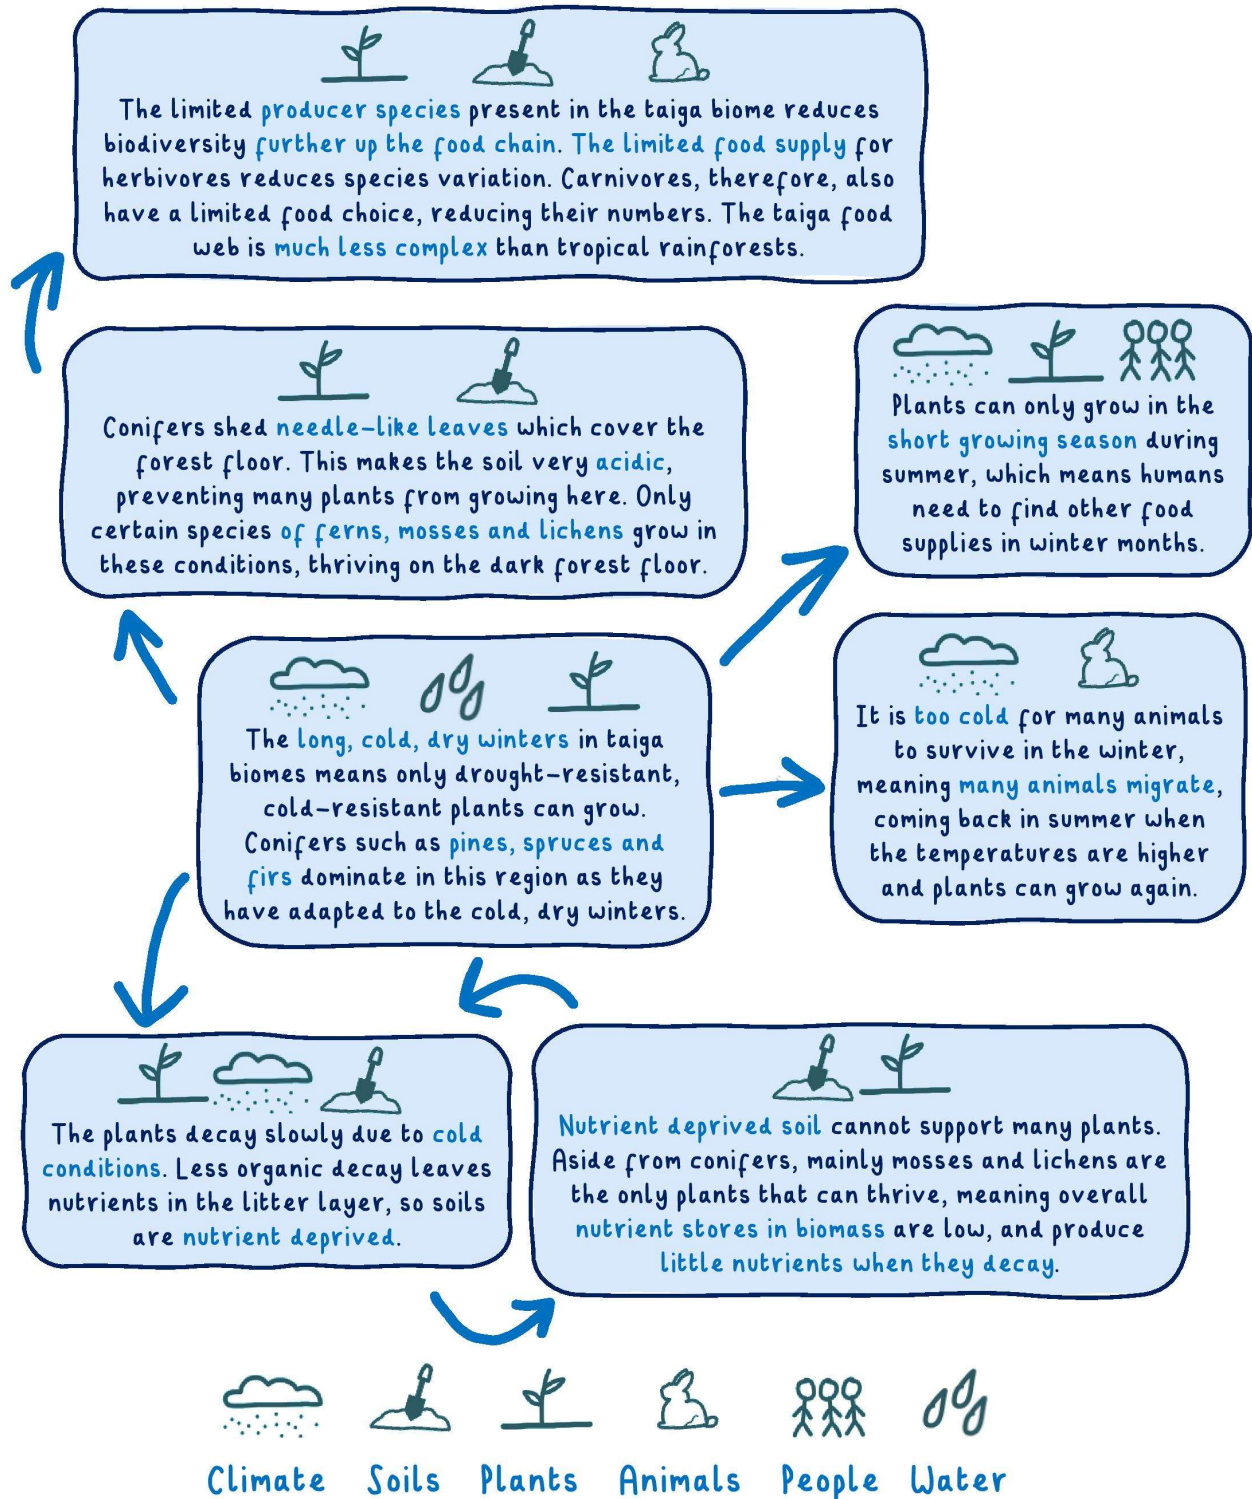 The limited producer species present in the taiga biome reduces
biodiversity further up the food chain. The limited food supply for
herbivores reduces species variation. Carnivores, therefore, also
have a limited food choice, reducing their numbers. The taiga food
web is much less complex than tropical rainforests.
Conifers shed needle-like leaves which cover the
forest floor. This makes the soil very acidic,
preventing many plants from growing here. Only
certain species of ferns, mosses and lichens grow in
these conditions, thriving on the dark forest floor.
Plants can only grow in the
short growing season during
summer, which means humans
need to find other food
supplies in winter months.
The long, cold, dry winters in taiga
biomes means only drought-resistant,
cold-resistant plants can grow.
Conifers such as pines, spruces and
firs dominate in this region as they
have adapted to the cold, dry winters.
It is too cold for many animals
to survive in the winter,
meaning many animals migrate,
coming back in summer when
the temperatures are higher
and plants can grow again.
The plants decay slowly due to cold
conditions. Less organic decay leaves
nutrients in the litter layer, so soils
are nutrient deprived.
Nutrient deprived soil cannot support many plants.
Aside from conifers, mainly mosses and lichens are
the only plants that can thrive, meaning overall
nutrient stores in biomass are low, and produce
little nutrients when they decay.
Climate Soils Plants Animals People Water